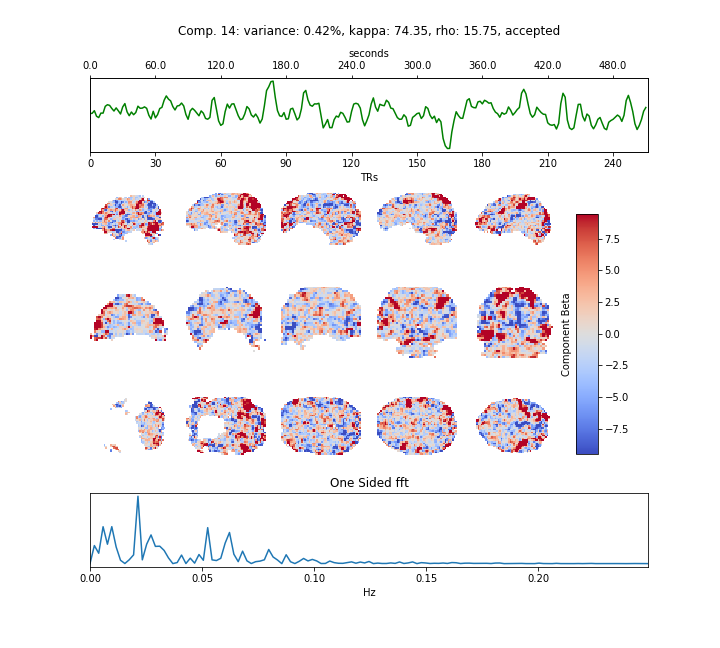 Comp. 14: variance: 0.42%, kappa: 74.35, rho: 15.75, accepted
seconds
0.0 60.0 120.0 180.0 240.0 300.0 360.0 420.0 480.0
0 30 60 90 120 150 180 210 240
TRs
7.5
5.0
2.5
0.0
−2.5
−5.0
−7.5
Component Beta
One Sided fft
0.00 0.05 0.10 0.15 0.20
Hz